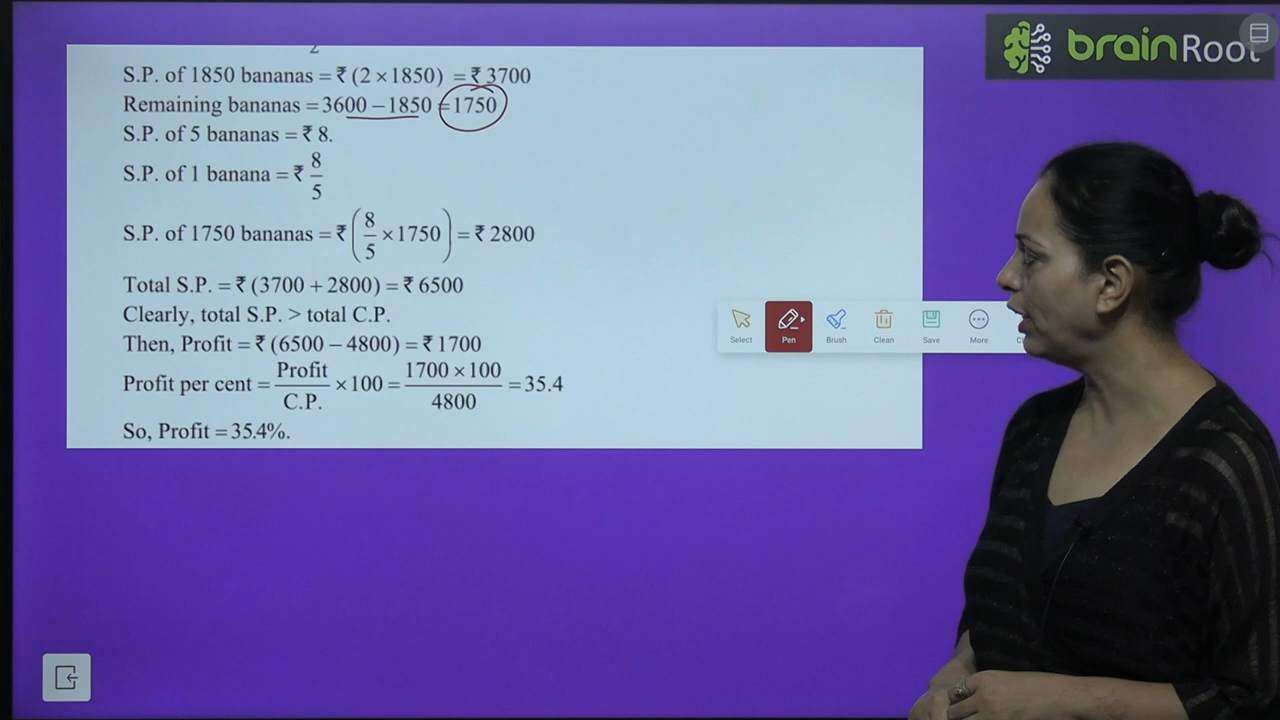 brainRoot
2
S.P. of 1850 bananas = ₹ (2 × 1850) = ₹ 3700
Remaining bananas = 3600 – 1850 = 1750
S.P. of 5 bananas = ₹ 8.
S.P. of 1 banana = ₹ 8/5
S.P. of 1750 bananas = ₹ (8/5 × 1750) = ₹ 2800
Total S.P. = ₹ (3700 + 2800) = ₹ 6500
Clearly, total S.P. > total C.P.
Then, Profit = ₹ (6500 – 4800) = ₹ 1700
Profit per cent = Profit/C.P. × 100 = 1700 × 100/4800 = 35.4
So, Profit = 35.4%.
Select Pen Brush Clean Save More